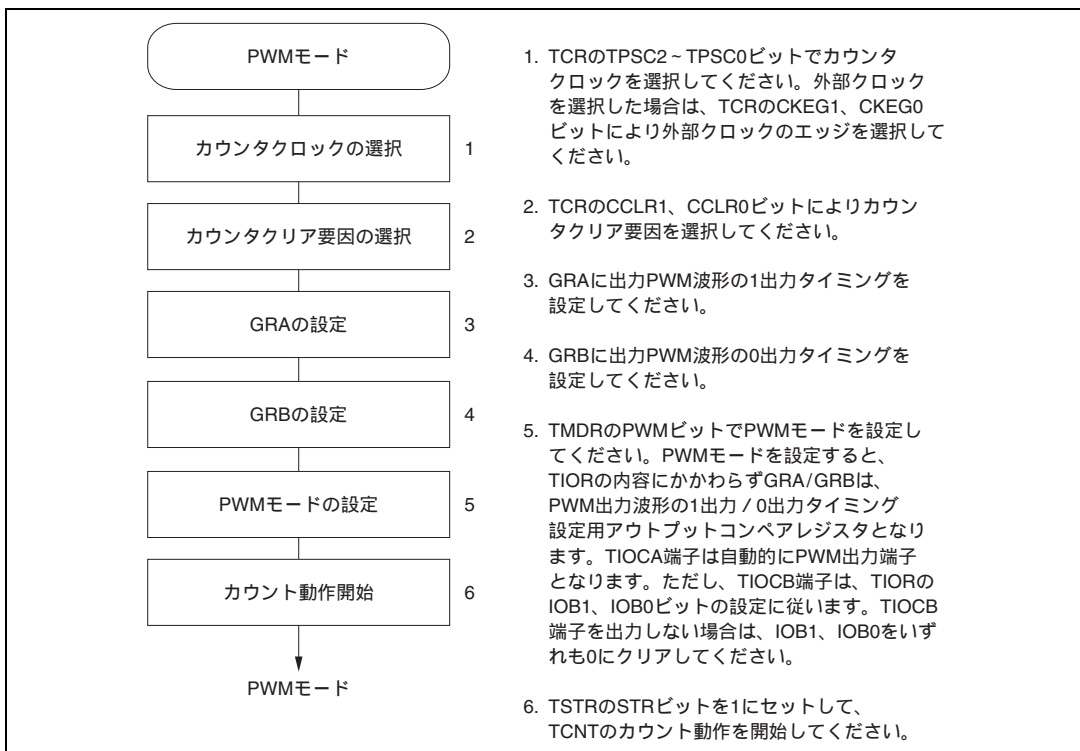 PWMモード
カウンタクロックの選択 1
カウンタクリア要因の選択 2
GRAの設定 3
GRBの設定 4
PWMモードの設定 5
カウント動作開始 6
PWMモード
1. TCRのTPSC2~TPSC0ビットでカウンタ
クロックを選択してください。外部クロック
を選択した場合は、TCRのCKEG1、CKEG0
ビットにより外部クロックのエッジを選択して
ください。
2. TCRのCCLR1、CCLR0ビットによりカウン
タクリア要因を選択してください。
3. GRAに出力PWM波形の1出力タイミングを
設定してください。
4. GRBに出力PWM波形の0出力タイミングを
設定してください。
5. TMDRのPWMビットでPWMモードを設定し
てください。PWMモードを設定すると、
TIORの内容にかかわらずGRA/GRBは、
PWM出力波形の1出力/0出力タイミング
設定用アウトプットコンペアレジスタとなり
ます。TIOCA端子は自動的にPWM出力端子
となります。ただし、TIOCB端子は、TIORの
IOB1、IOB0ビットの設定に従います。TIOCB
端子を出力しない場合は、IOB1、IOB0をいず
れも0にクリアしてください。
6. TSTRのSTRビットを1にセットして、
TCNTのカウント動作を開始してください。